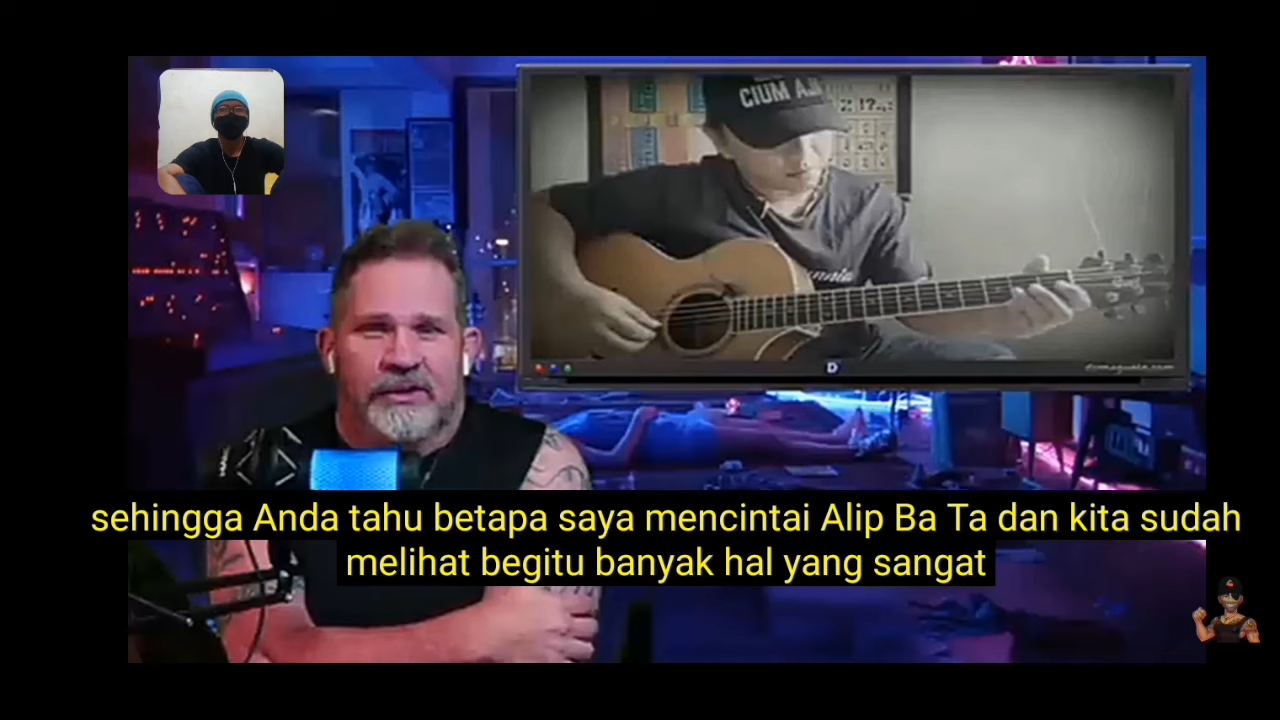 CIUM AJI
Z !?
D
sehingga Anda tahu betapa saya mencintai Alip Ba Ta dan kita sudah
melihat begitu banyak hal yang sangat